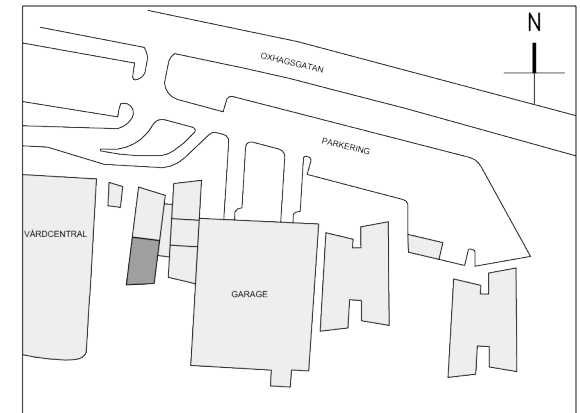 N
OXHAGSGATAN
PARKERING
VÅRDCENTRAL
GARAGE